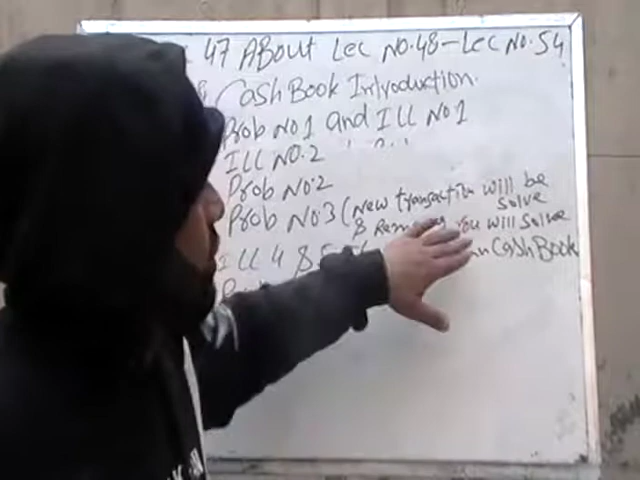 47 About Lec No.48 - Lec No.54
Cash Book Introduction.
Prob No 1 and ILL No 1
ILL No.2
Prob No.2
Prob No.3 (New transaction will be
solve
& You will solve
ILL 4 & 5
Cash Book